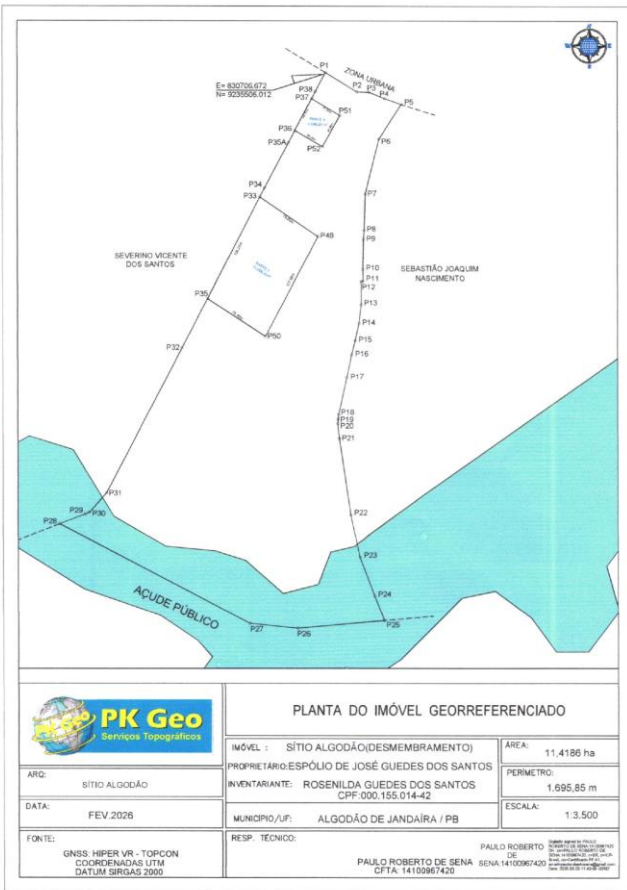 P1
ZONA URBANA
P2
P3
P4
P5
E= 830706.672
N= 9235506.012
P38
P37
P51
P36
P52
P35A
P6
P34
P33
P7
P48
P8
P9
SEVERINO VICENTE
DOS SANTOS
SEBASTIÃO JOAQUIM
NASCIMENTO
P10
P11
P12
P35
P13
P14
P50
P15
P32
P16
P17
P18
P19
P20
P21
P31
P29
P30
P28
P22
P23
AÇUDE PÚBLICO
P24
P27
P26
P25
PK Geo
PK Geo
Serviços Topográficos
PLANTA DO IMÓVEL GEORREFERENCIADO
IMÓVEL : SÍTIO ALGODÃO(DESMEMBRAMENTO)
ÁREA:
11,4186 ha
PROPRIETÁRIO:ESPÓLIO DE JOSÉ GUEDES DOS SANTOS
INVENTARIANTE: ROSENILDA GUEDES DOS SANTOS
CPF:000.155.014-42
PERÍMETRO:
1.695,85 m
ARQ:
SÍTIO ALGODÃO
DATA:
FEV.2026
MUNICIPIO/UF: ALGODÃO DE JANDAÍRA / PB
ESCALA:
1:3.500
FONTE:
GNSS: HIPER VR - TOPCON
COORDENADAS UTM
DATUM SIRGAS 2000
RESP. TÉCNICO:
PAULO ROBERTO DE SENA
CFTA: 14100967420
PAULO ROBERTO
DE
SENA:14100967420